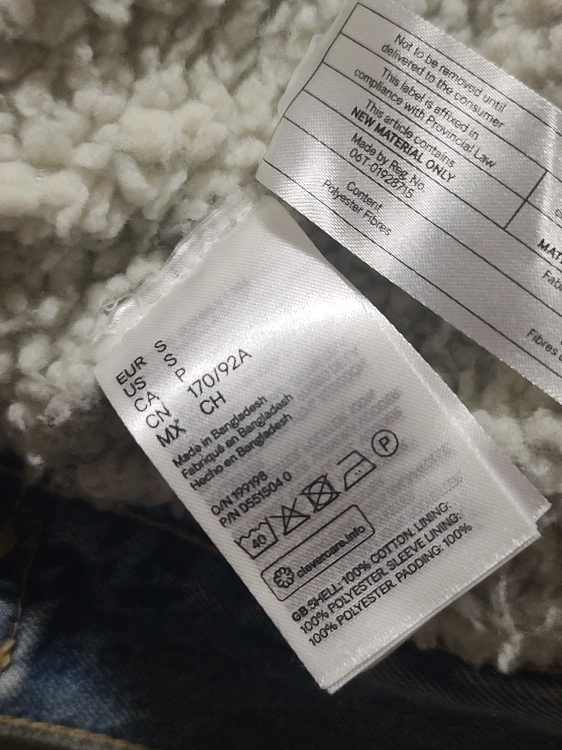 Not to be removed until
delivered to the consumer
This label is affixed in
compliance with Provincial Law
This article contains
NEW MATERIAL ONLY
Made by Reg. No.
06T-01928715
Content
Polyester Fibres
EUR S
US S
CA P
CN 170/92A
MX CH
Made in Bangladesh
Fabriqué en Bangladesh
Hecho en Bangladesh
O/N 199198
P/N D551504 0
40 P
clevercare.info
GB SHELL: 100% COTTON. LINING:
100% POLYESTER. SLEEVE LINING:
100% POLYESTER. PADDING: 100%